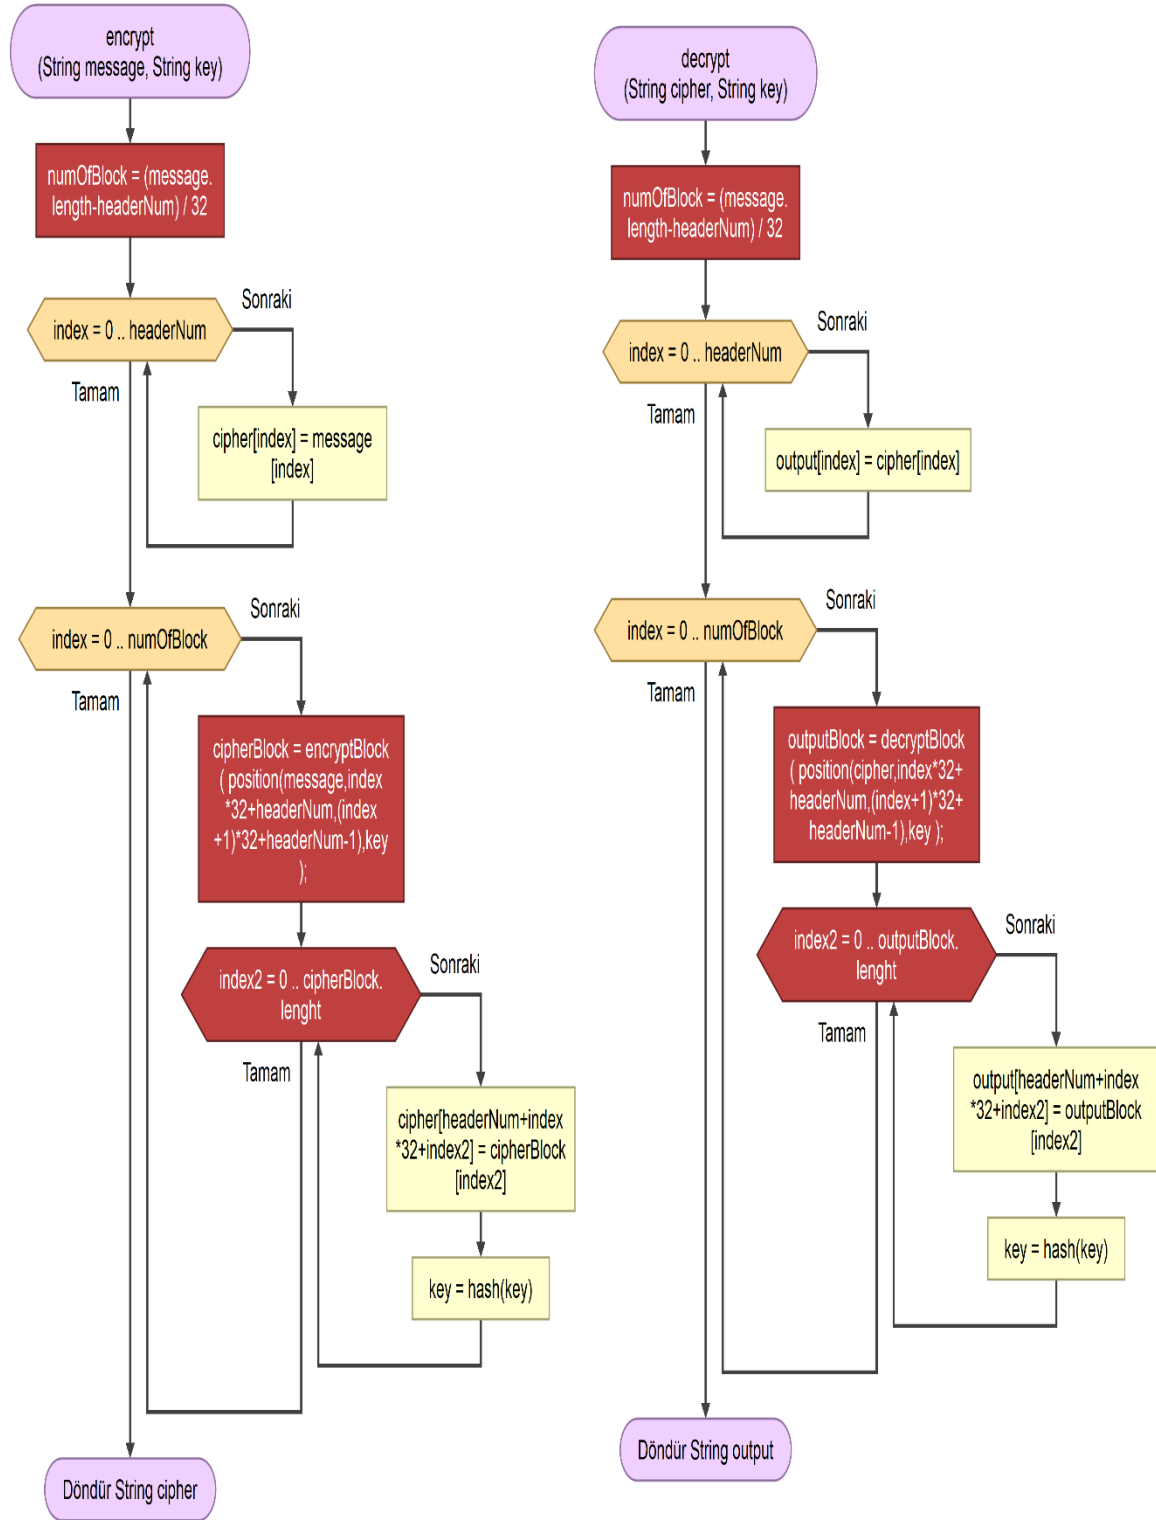 encrypt
(String message, String key)
numOfBlock = (message.
length-headerNum) / 32
index = 0 .. headerNum
Sonraki
Tamam
cipher[index] = message
[index]
index = 0 .. numOfBlock
Sonraki
Tamam
cipherBlock = encryptBlock
( position(message,index
*32+headerNum,(index
+1)*32+headerNum-1),key
);
index2 = 0 .. cipherBlock.
lenght
Sonraki
Tamam
cipher[headerNum+index
*32+index2] = cipherBlock
[index2]
key = hash(key)
Döndür String cipher
decrypt
(String cipher, String key)
numOfBlock = (message.
length-headerNum) / 32
index = 0 .. headerNum
Sonraki
Tamam
output[index] = cipher[index]
index = 0 .. numOfBlock
Sonraki
Tamam
outputBlock = decryptBlock
( position(cipher,index*32+
headerNum,(index+1)*32+
headerNum-1),key );
index2 = 0 .. outputBlock.
lenght
Sonraki
Tamam
output[headerNum+index
*32+index2] = outputBlock
[index2]
key = hash(key)
Döndür String output